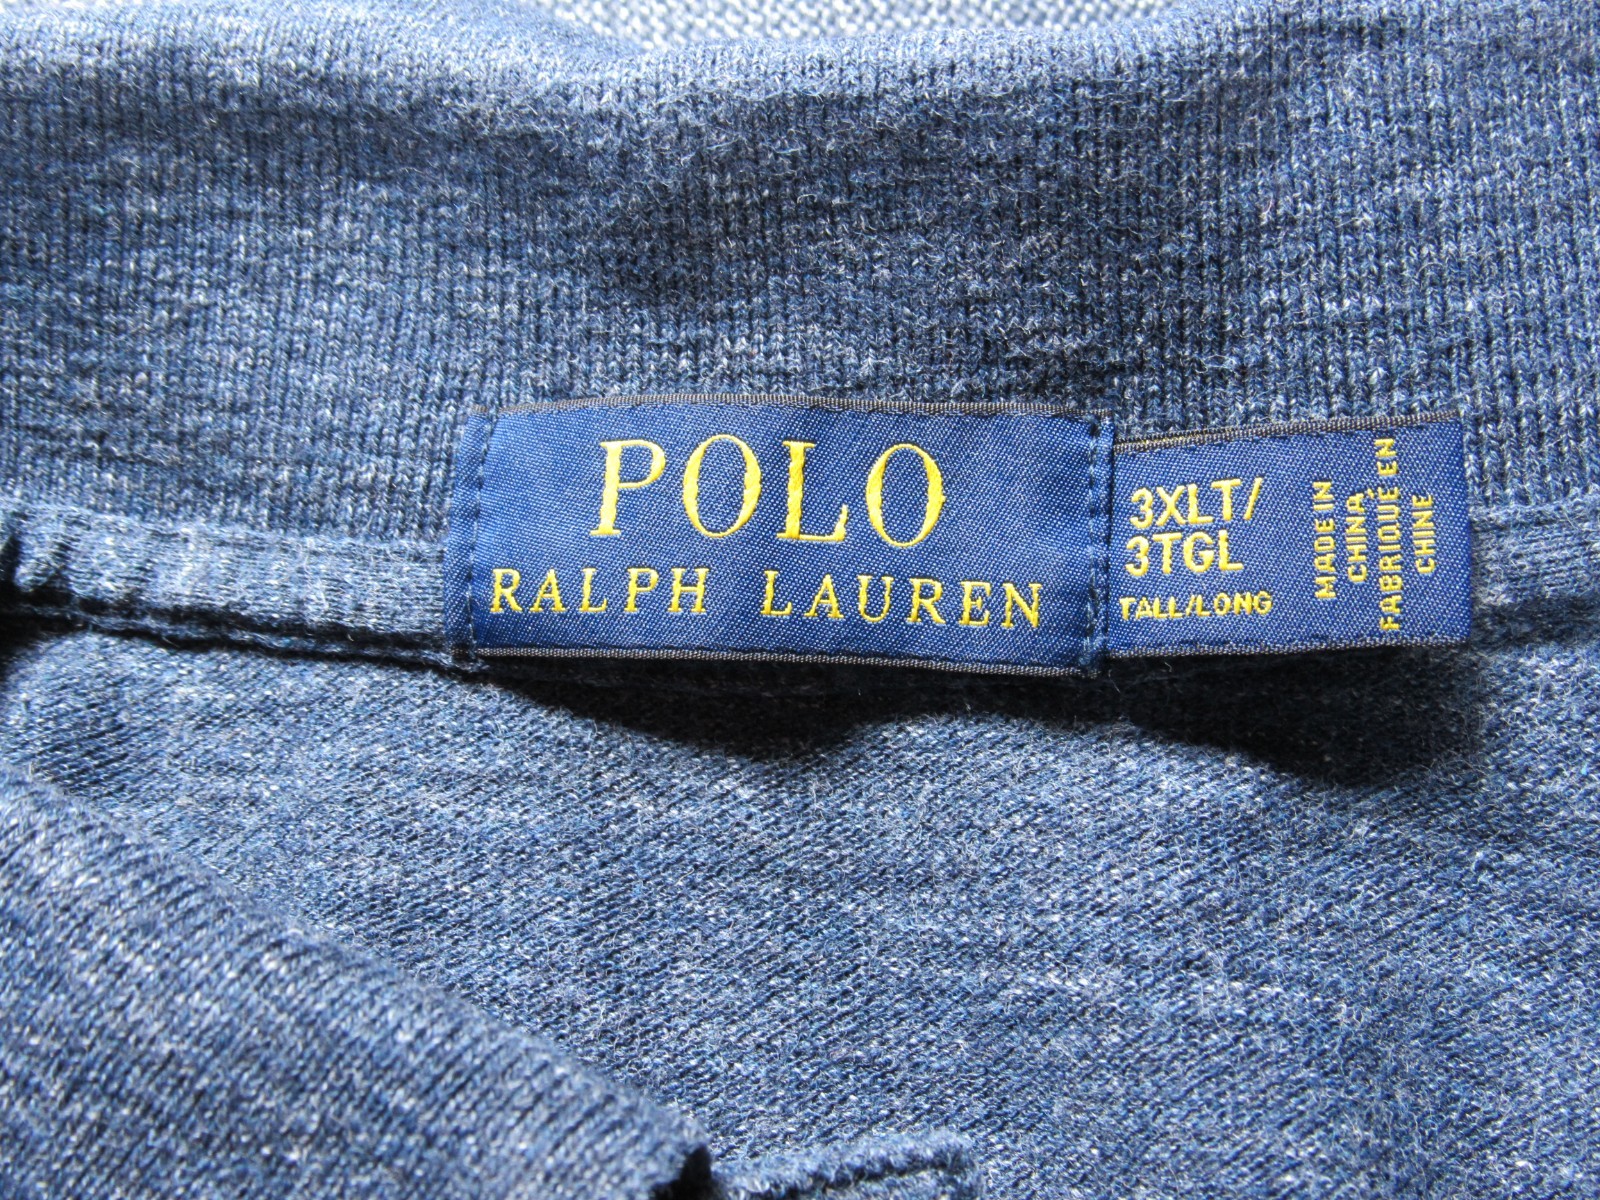 POLO
RALPH LAUREN
3XLT/
3TGL
TALL/LONG
MADE IN
CHINA
FABRIQUÉ EN
CHINE